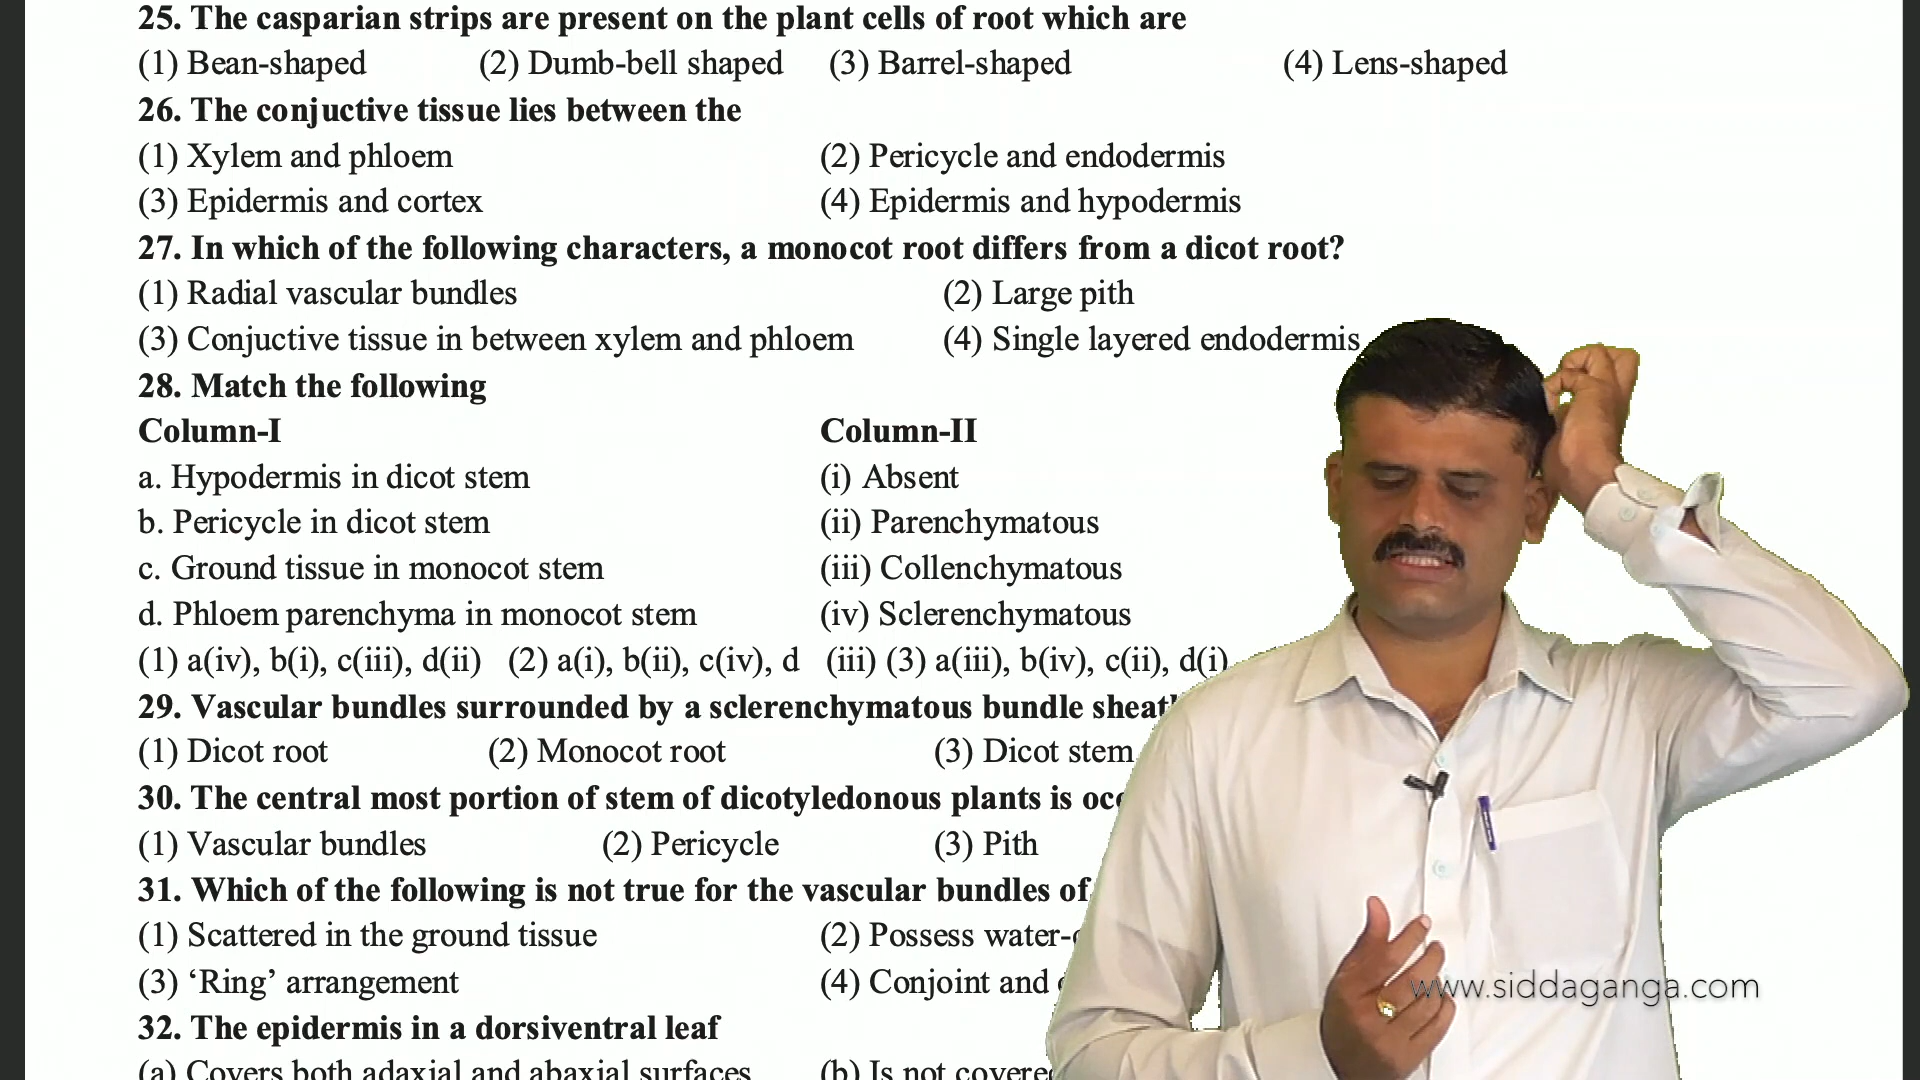 25. The casparian strips are present on the plant cells of root which are
(1) Bean-shaped (2) Dumb-bell shaped (3) Barrel-shaped (4) Lens-shaped
26. The conjuctive tissue lies between the
(1) Xylem and phloem (2) Pericycle and endodermis
(3) Epidermis and cortex (4) Epidermis and hypodermis
27. In which of the following characters, a monocot root differs from a dicot root?
(1) Radial vascular bundles (2) Large pith
(3) Conjuctive tissue in between xylem and phloem (4) Single layered endodermis
28. Match the following
Column-I Column-II
a. Hypodermis in dicot stem (i) Absent
b. Pericycle in dicot stem (ii) Parenchymatous
c. Ground tissue in monocot stem (iii) Collenchymatous
d. Phloem parenchyma in monocot stem (iv) Sclerenchymatous
(1) a(iv), b(i), c(iii), d(ii) (2) a(i), b(ii), c(iv), d (iii) (3) a(iii), b(iv), c(ii), d(i)
29. Vascular bundles surrounded by a sclerenchymatous bundle
(1) Dicot root (2) Monocot root (3) Dicot stem
30. The central most portion of stem of dicotyledonous plants is
(1) Vascular bundles (2) Pericycle (3) Pith
31. Which of the following is not true for the vascular bundles of
(1) Scattered in the ground tissue (2) Possess
(3) ‘Ring’ arrangement (4) Conjoint and
www.siddaganga.com
32. The epidermis in a dorsiventral leaf
(a) Covers both adaxial and abaxial surfaces (b) Is not